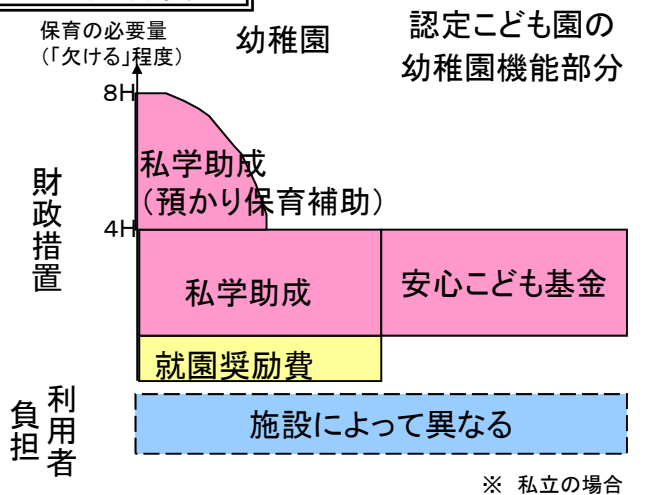 保育の必要量
(「欠ける」程度)
幼稚園
認定こども園の
幼稚園機能部分
8H
私学助成
(預かり保育補助)
4H
財政措置
私学助成
安心こども基金
就園奨励費
利用者
負担
施設によって異なる
※ 私立の場合